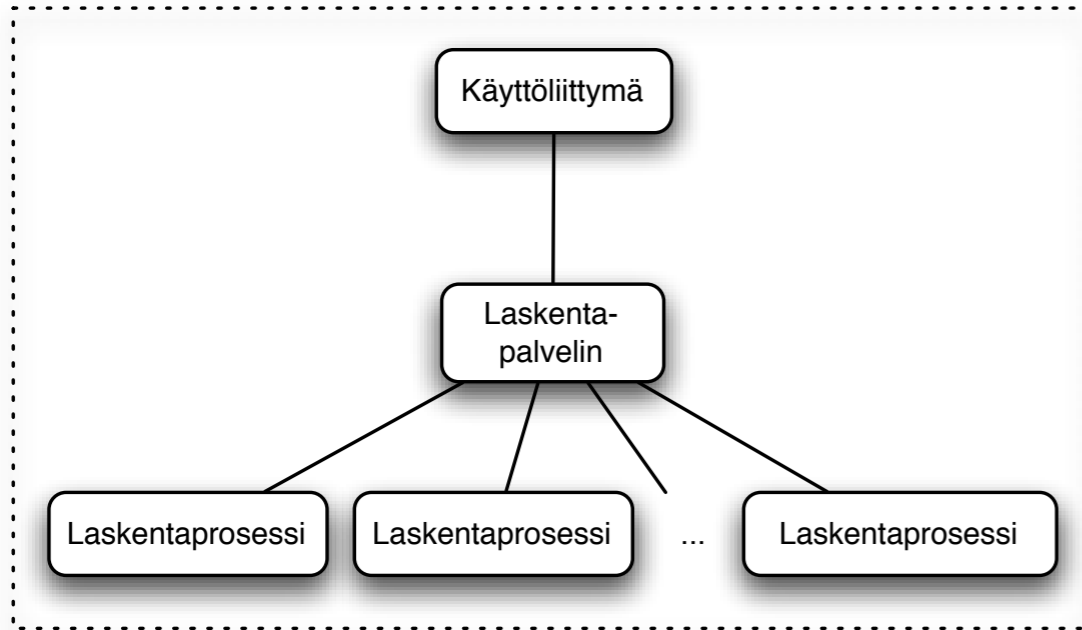 Käyttöliittymä
Laskenta-
palvelin
Laskentaprosessi
Laskentaprosessi
...
Laskentaprosessi